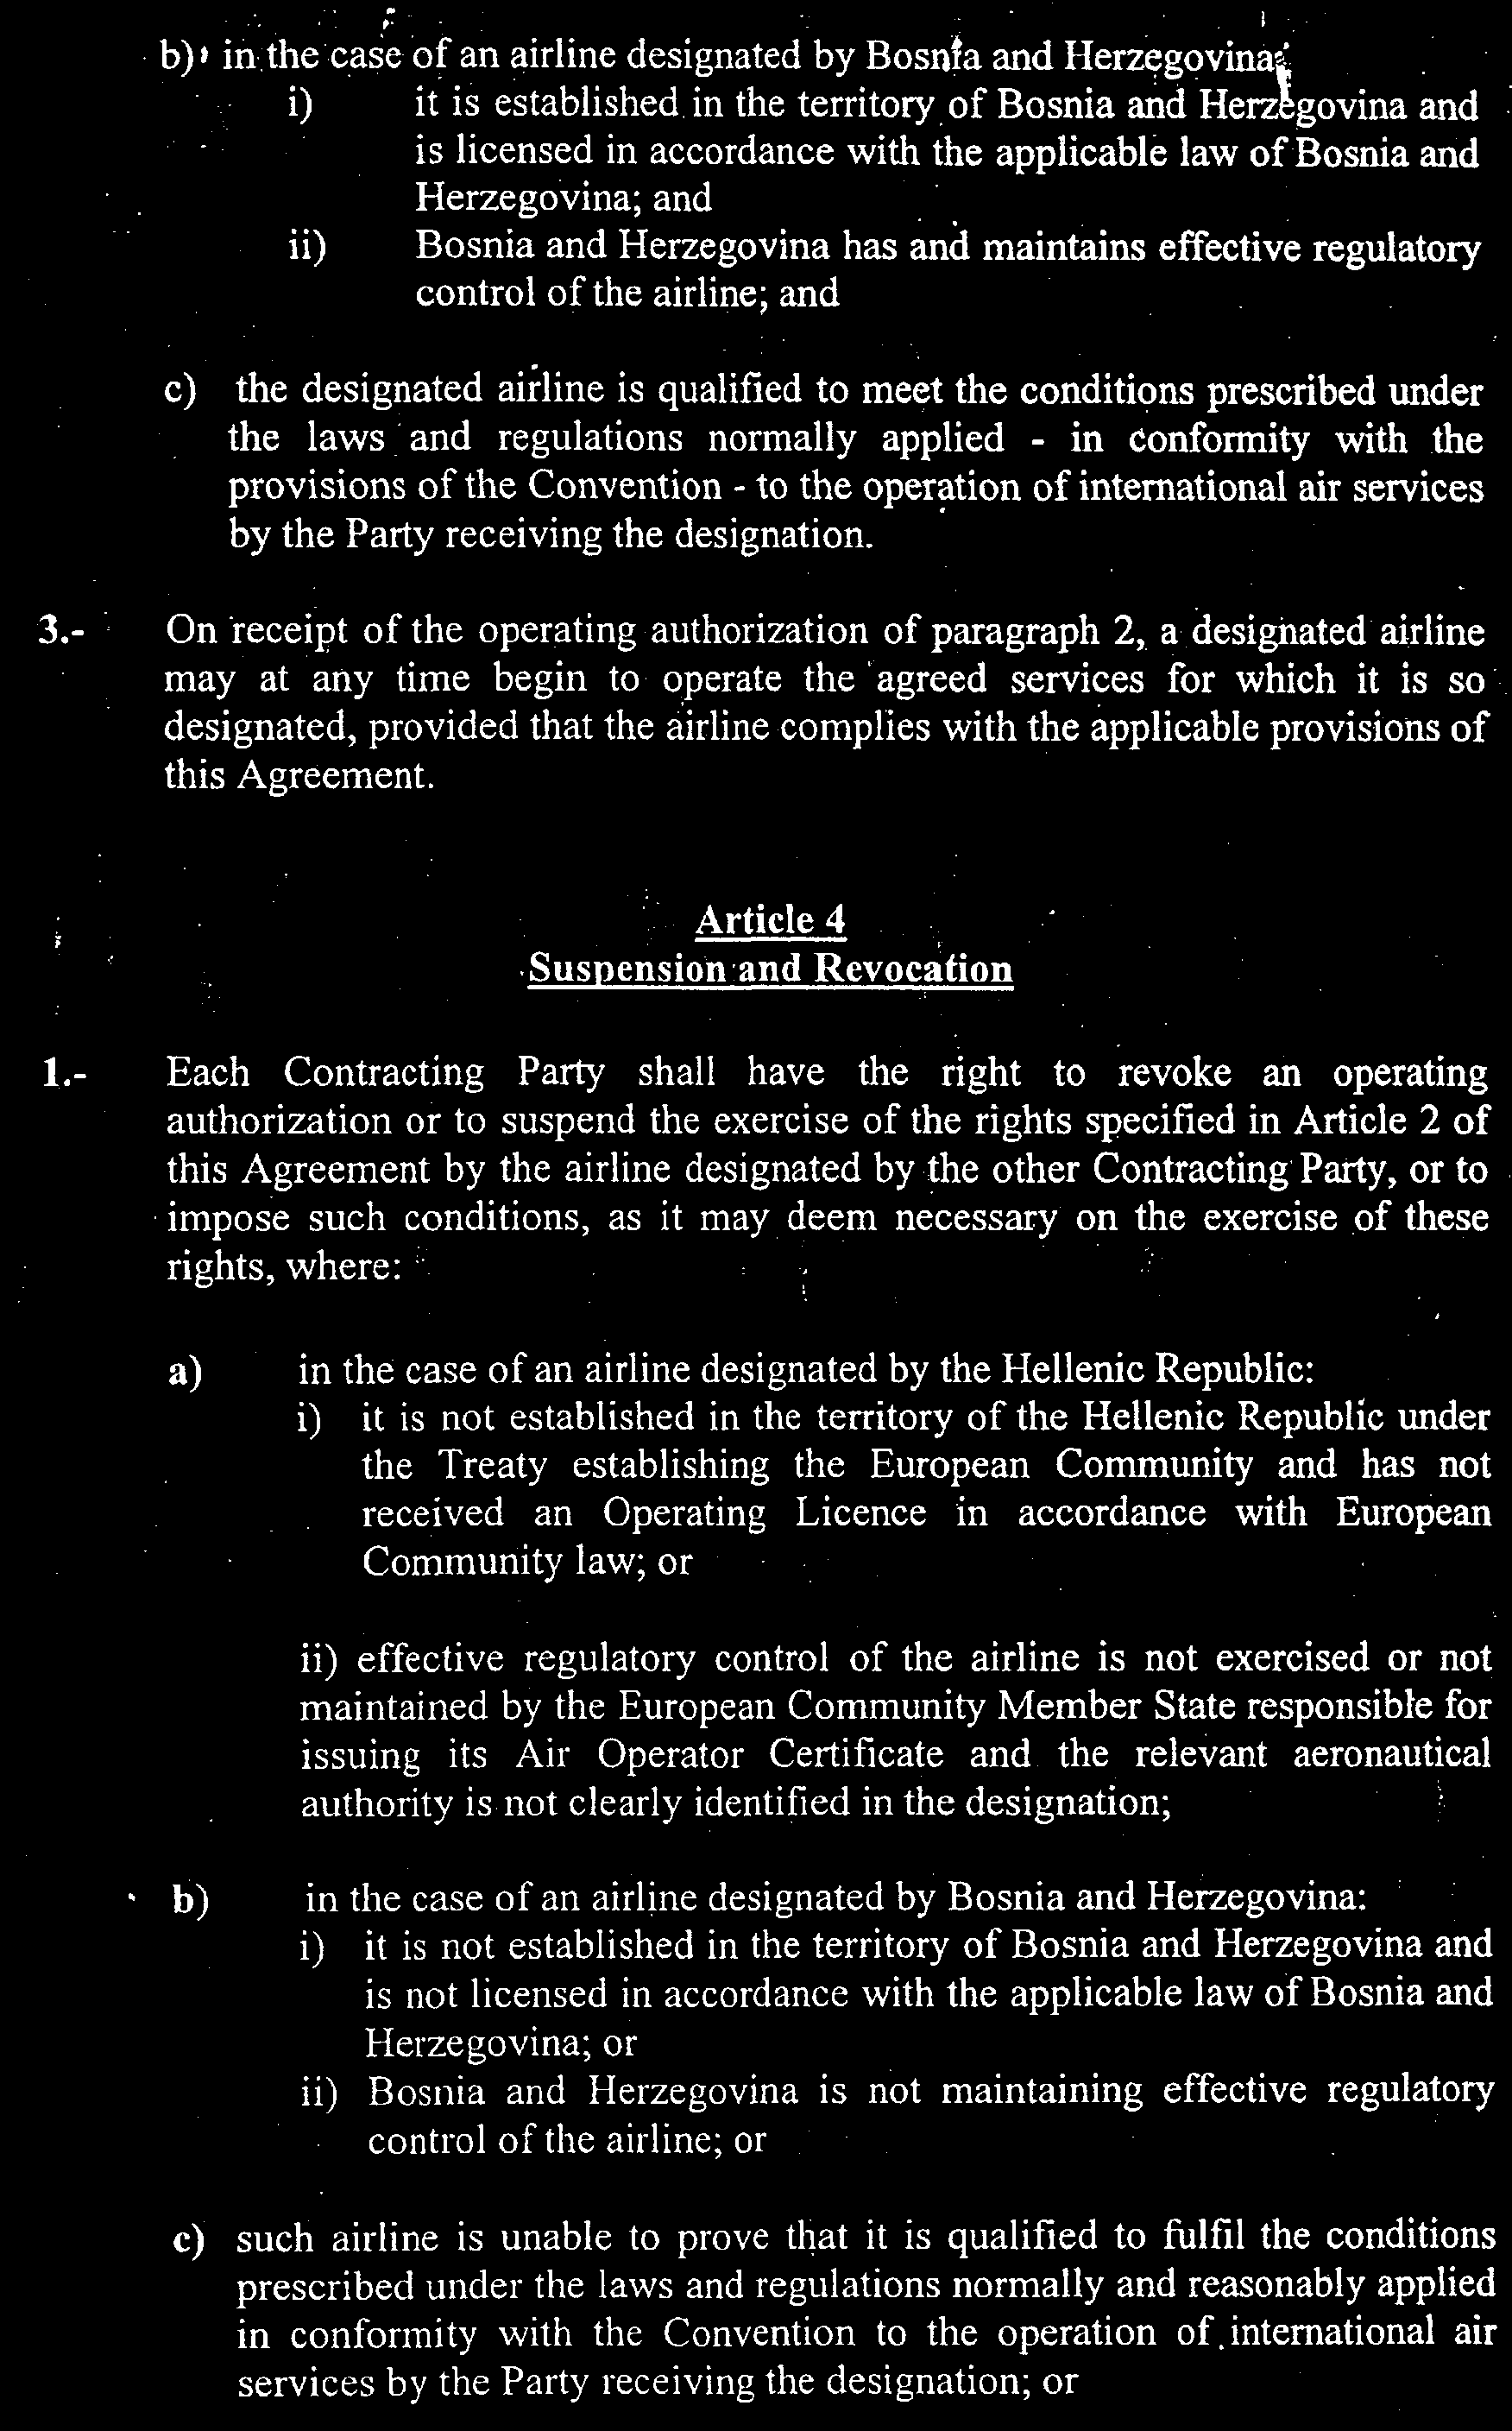 b) in the case of an airline designated by Bosnia and Herzegovina:
i) it is established in the territory of Bosnia and Herzegovina and
is licensed in accordance with the applicable law of Bosnia and
Herzegovina; and
ii) Bosnia and Herzegovina has and maintains effective regulatory
control of the airline; and
c) the designated airline is qualified to meet the conditions prescribed under
the laws and regulations normally applied - in conformity with the
provisions of the Convention - to the operation of international air services
by the Party receiving the designation.
3.- On receipt of the operating authorization of paragraph 2, a designated airline
may at any time begin to operate the agreed services for which it is so
designated, provided that the airline complies with the applicable provisions of
this Agreement.
Article 4
Suspension and Revocation
1.- Each Contracting Party shall have the right to revoke an operating
authorization or to suspend the exercise of the rights specified in Article 2 of
this Agreement by the airline designated by the other Contracting Party, or to
impose such conditions, as it may deem necessary on the exercise of these
rights, where:
a) in the case of an airline designated by the Hellenic Republic:
i) it is not established in the territory of the Hellenic Republic under
the Treaty establishing the European Community and has not
received an Operating Licence in accordance with European
Community law; or
ii) effective regulatory control of the airline is not exercised or not
maintained by the European Community Member State responsible for
issuing its Air Operator Certificate and the relevant aeronautical
authority is not clearly identified in the designation;
b) in the case of an airline designated by Bosnia and Herzegovina:
i) it is not established in the territory of Bosnia and Herzegovina and
is not licensed in accordance with the applicable law of Bosnia and
Herzegovina; or
ii) Bosnia and Herzegovina is not maintaining effective regulatory
control of the airline; or
c) such airline is unable to prove that it is qualified to fulfil the conditions
prescribed under the laws and regulations normally and reasonably applied
in conformity with the Convention to the operation of international air
services by the Party receiving the designation; or